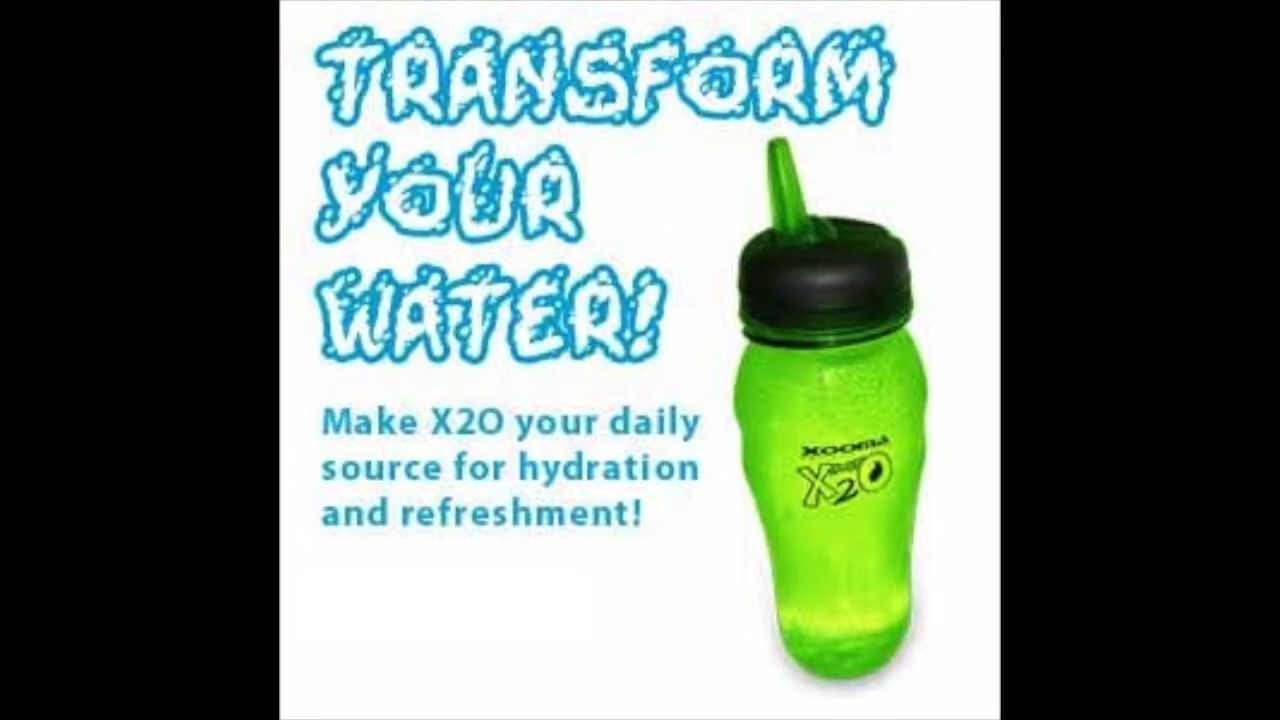 TRANSFORM
YOUR
WATER!
Make X2O your daily
source for hydration
and refreshment!
XOOMA
X2O